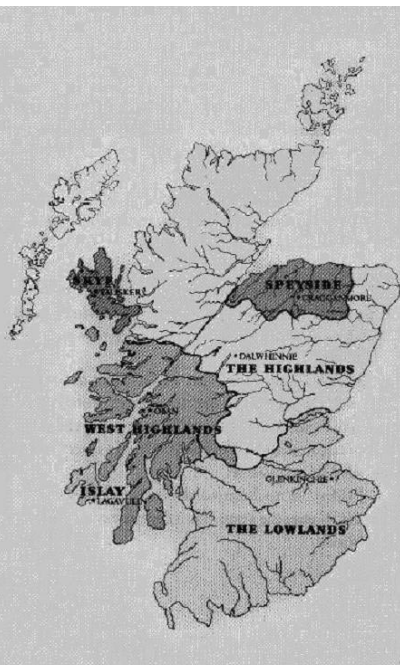 SPEYSIDE
CRAGGANMORE
SKYE
TALISKER
DALWHINNIE
THE HIGHLANDS
OBAN
WEST HIGHLANDS
GLENKINCHIE
ISLAY
LAGAVULIN
THE LOWLANDS